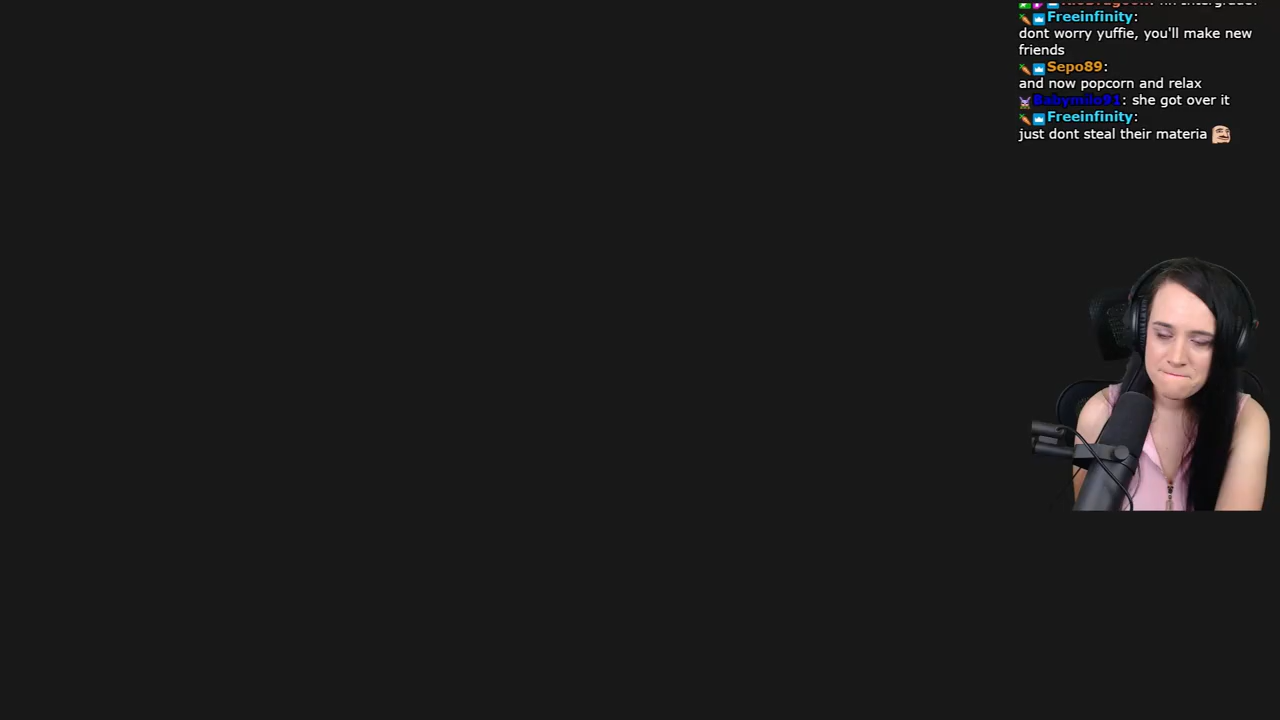 Freeinfinity:
dont worry yuffie, you'll make new
friends
Sepo89:
and now popcorn and relax
Babymilo91: she got over it
Freeinfinity:
just dont steal their materia